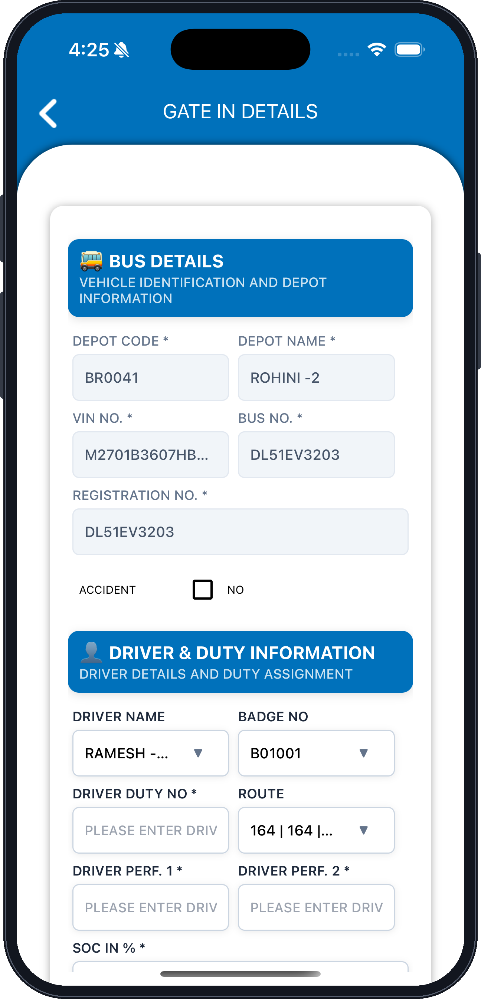 4:25
GATE IN DETAILS
BUS DETAILS
VEHICLE IDENTIFICATION AND DEPOT
INFORMATION
DEPOT CODE * DEPOT NAME *
BR0041 ROHINI -2
VIN NO. * BUS NO. *
M2701B3607HB... DL51EV3203
REGISTRATION NO. *
DL51EV3203
ACCIDENT NO
DRIVER & DUTY INFORMATION
DRIVER DETAILS AND DUTY ASSIGNMENT
DRIVER NAME BADGE NO
RAMESH -... B01001
DRIVER DUTY NO * ROUTE
PLEASE ENTER DRIV 164 | 164 |...
DRIVER PERF. 1 * DRIVER PERF. 2 *
PLEASE ENTER DRIV PLEASE ENTER DRIV
SOC IN % *